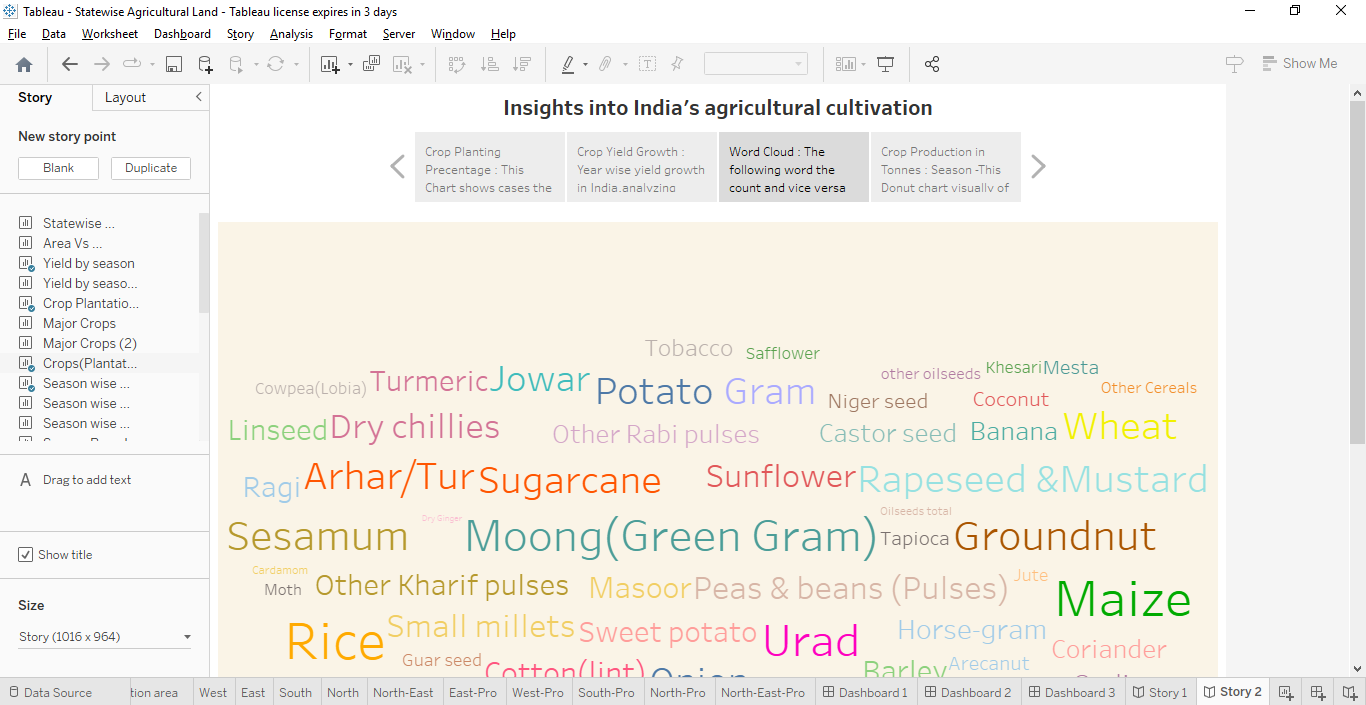 Tableau - Statewise Agricultural Land - Tableau license expires in 3 days
File Data Worksheet Dashboard Story Analysis Format Server Window Help
Show Me
Story Layout
New story point
Blank Duplicate
Statewise ...
Area Vs ...
Yield by season
Yield by seaso...
Crop Plantatio...
Major Crops
Major Crops (2)
Crops(Plantat...
Season wise ...
Season wise ...
Season wise ...
A Drag to add text
Show title
Size
Story (1016 x 964)
Insights into India's agricultural cultivation
Crop Planting
Precentage : This
Chart shows cases the
Crop Yield Growth :
Year wise yield growth
in India,analyzing
Word Cloud : The
following word the
count and vice versa
Crop Production in
Tonnes : Season -This
Donut chart visually of
Tobacco Safflower
Cowpea(Lobia) Turmeric Jowar Potato Gram other oilseeds Khesari Mesta
Niger seed Coconut Other Cereals
Linseed Dry chillies Other Rabi pulses Castor seed Banana Wheat
Ragi Arhar/Tur Sugarcane Sunflower Rapeseed &Mustard
Sesamum Dry Ginger Moong(Green Gram) Oilseeds total Tapioca Groundnut
Cardamom
Moth Other Kharif pulses Masoor Peas & beans (Pulses) Jute Maize
Rice Small millets Sweet potato Urad Horse-gram Coriander
Guar seed Cotton(lint) Onion Barley Arecanut
Data Source tion area West East South North North-East East-Pro West-Pro South-Pro North-Pro North-East-Pro Dashboard 1 Dashboard 2 Dashboard 3 Story 1 Story 2